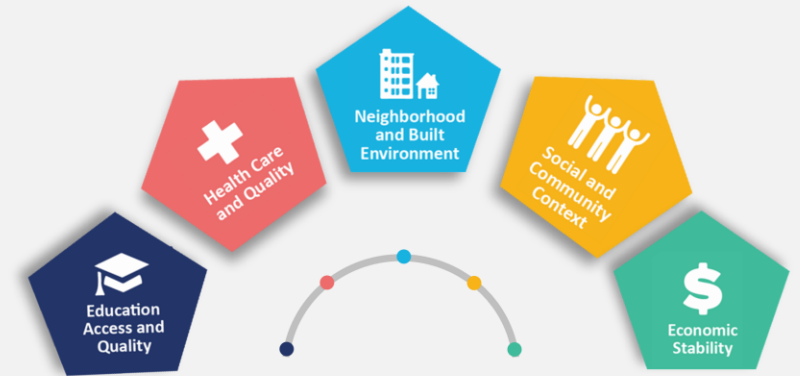 Education
Access and
Quality
Health Care
and Quality
Neighborhood
and Built
Environment
Social and
Community
Context
$
Economic
Stability